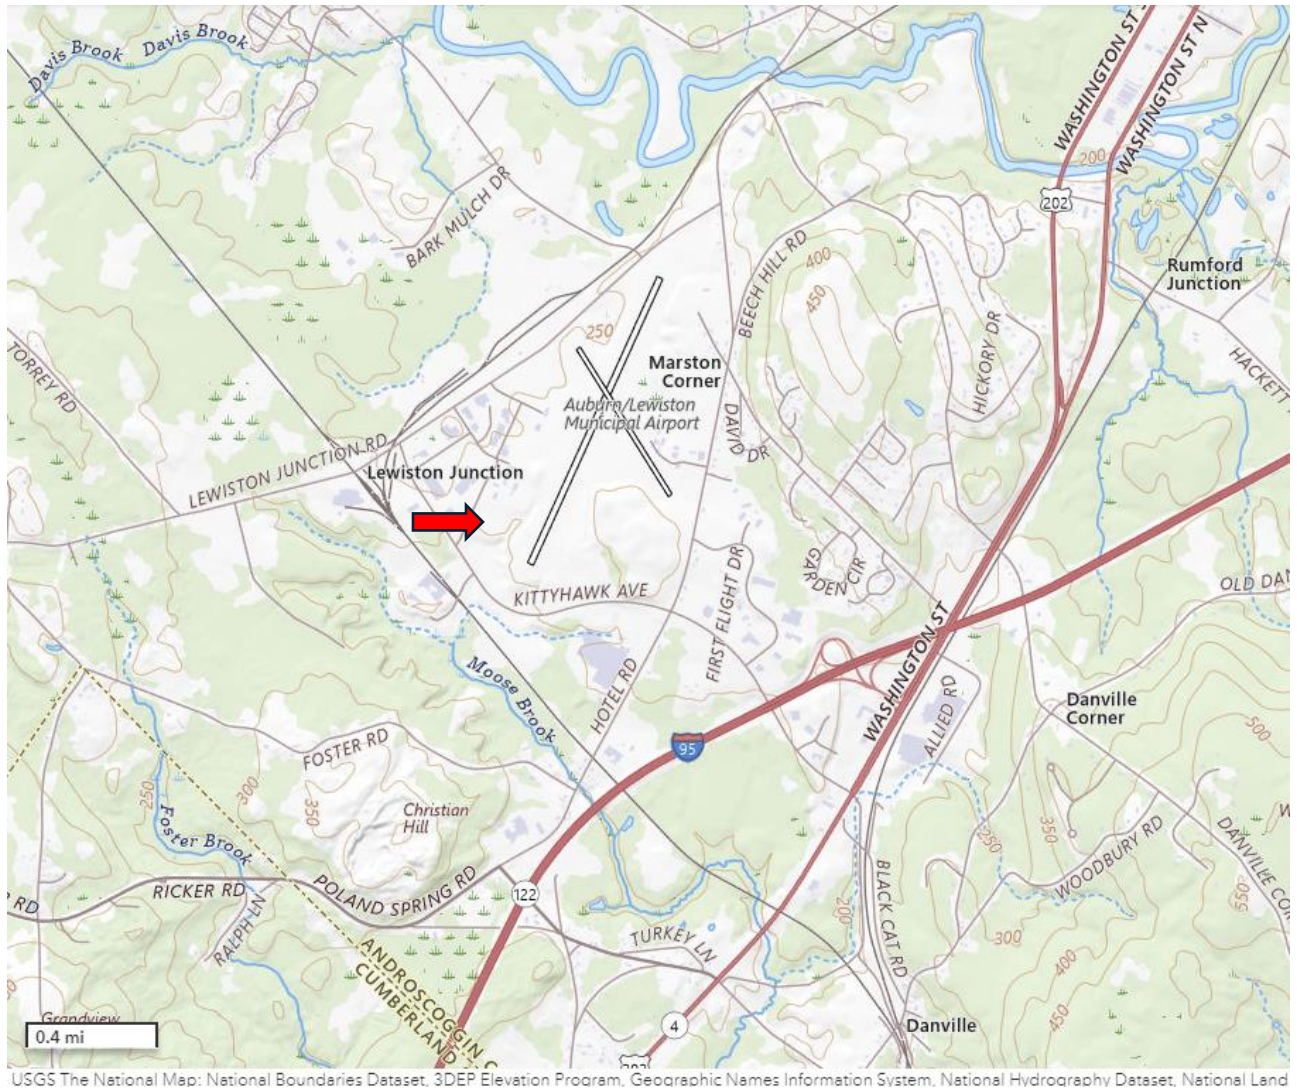 Davis Brook
Davis Brook
WASHINGTON ST
WASHINGTON ST N
200
202
BARK MULCH DR
Rumford
Junction
BEECH HILL RD
400
450
250
HICKORY DR
HACKETT
TORREY RD
Marston
Corner
Auburn/Lewiston
Municipal Airport
DAVID DR
LEWISTON JUNCTION RD
Lewiston Junction
KITTYHAWK AVE
GARDEN CIR
FIRST FLIGHT DR
OLD DAN
WASHINGTON ST
Moose Brook
HOTEL RD
ALLIED RD
Danville
Corner
500
95
FOSTER RD
250
300
350
Christian
Hill
Foster Brook
250
350
WOODBURY RD
DANVILLE COR
550
RD
RICKER RD
POLAND SPRING RD
122
RALPH LN
TURKEY LN
200
BLACK CAT RD
300
400
450
ANDROSCOGGIN C
CUMBERLAND
4
Danville
Grandview
0.4 mi
202
USGS The National Map: National Boundaries Dataset, 3DEP Elevation Program, Geographic Names Information System, National Hydrography Dataset, National Land